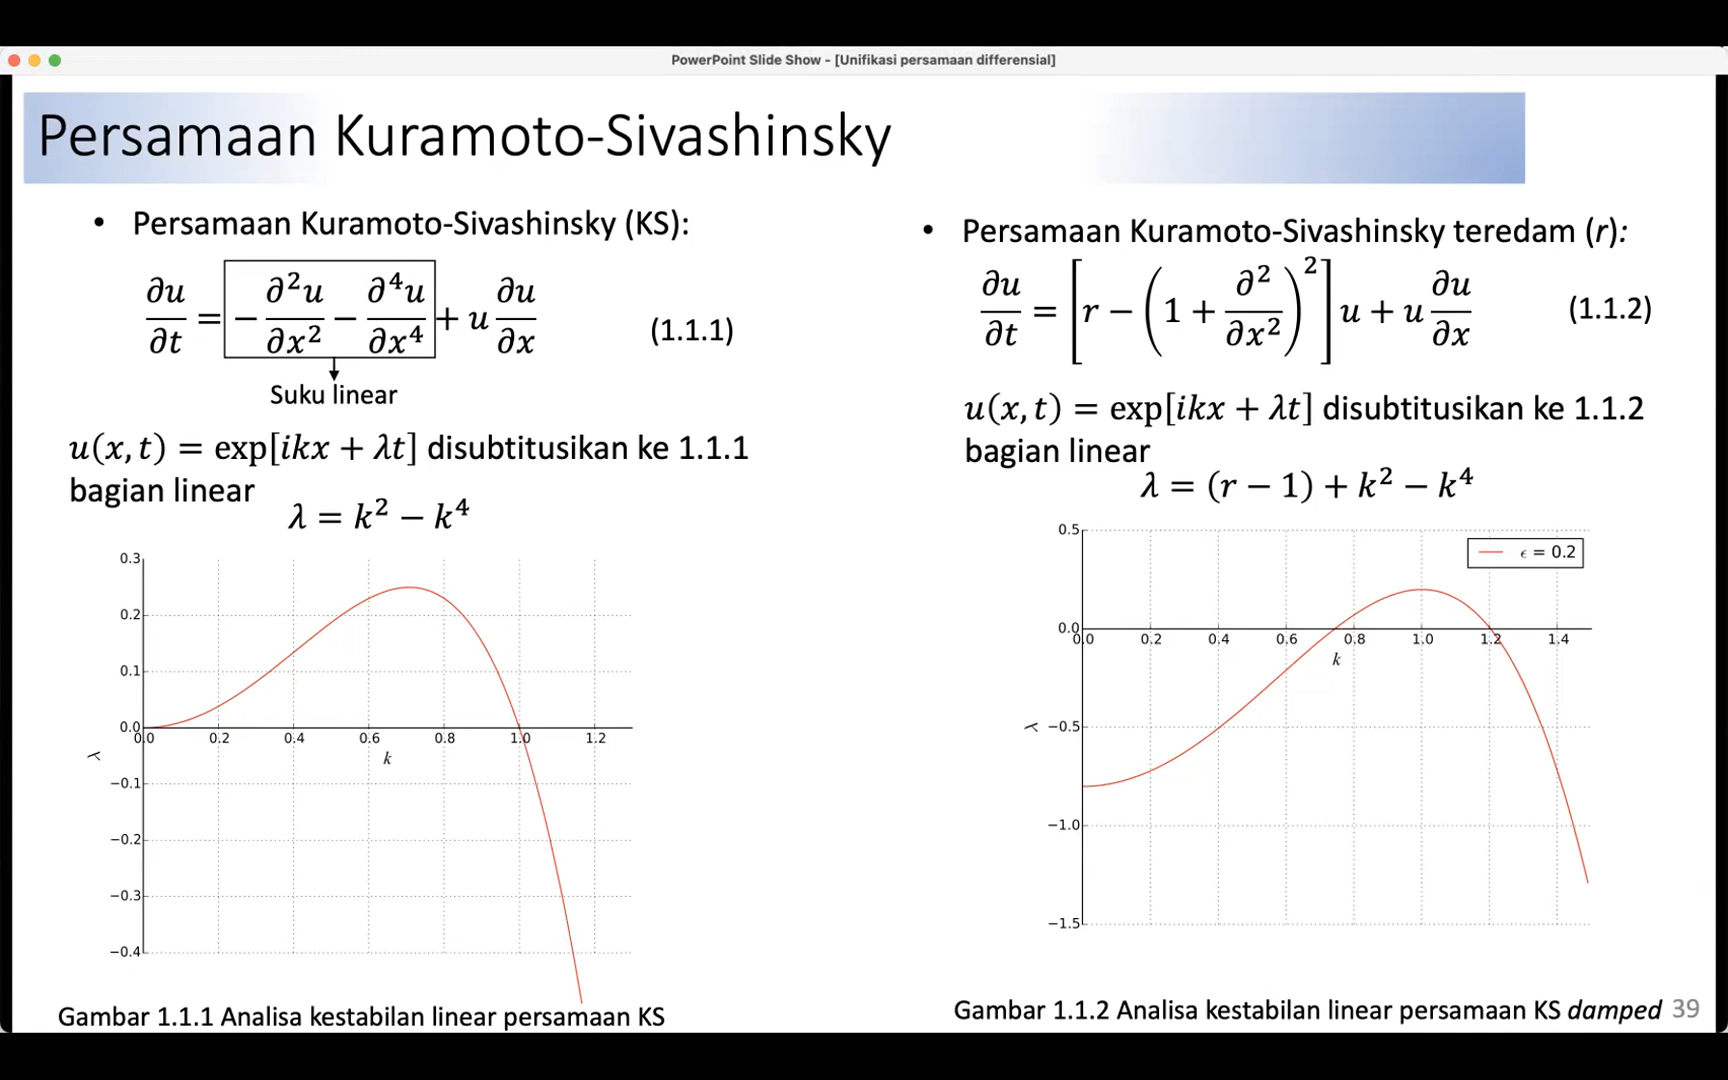 PowerPoint Slide Show - [Unifikasi persamaan differensial]
Persamaan Kuramoto-Sivashinsky
• Persamaan Kuramoto-Sivashinsky (KS):
∂u/∂t = − ∂²u/∂x² − ∂⁴u/∂x⁴ + u ∂u/∂x (1.1.1)
Suku linear
u(x, t) = exp[ikx + λt] disubtitusikan ke 1.1.1
bagian linear
λ = k² − k⁴
0.3
0.2
0.1
0.0
0.0 0.2 0.4 0.6 0.8 1.0 1.2
k
λ
−0.1
−0.2
−0.3
−0.4
Gambar 1.1.1 Analisa kestabilan linear persamaan KS
• Persamaan Kuramoto-Sivashinsky teredam (r):
∂u/∂t = [r − (1 + ∂²/∂x²)²] u + u ∂u/∂x (1.1.2)
u(x, t) = exp[ikx + λt] disubtitusikan ke 1.1.2
bagian linear
λ = (r − 1) + k² − k⁴
0.5
ϵ = 0.2
0.0
0.0 0.2 0.4 0.6 0.8 1.0 1.2 1.4
k
λ
−0.5
−1.0
−1.5
Gambar 1.1.2 Analisa kestabilan linear persamaan KS damped
39